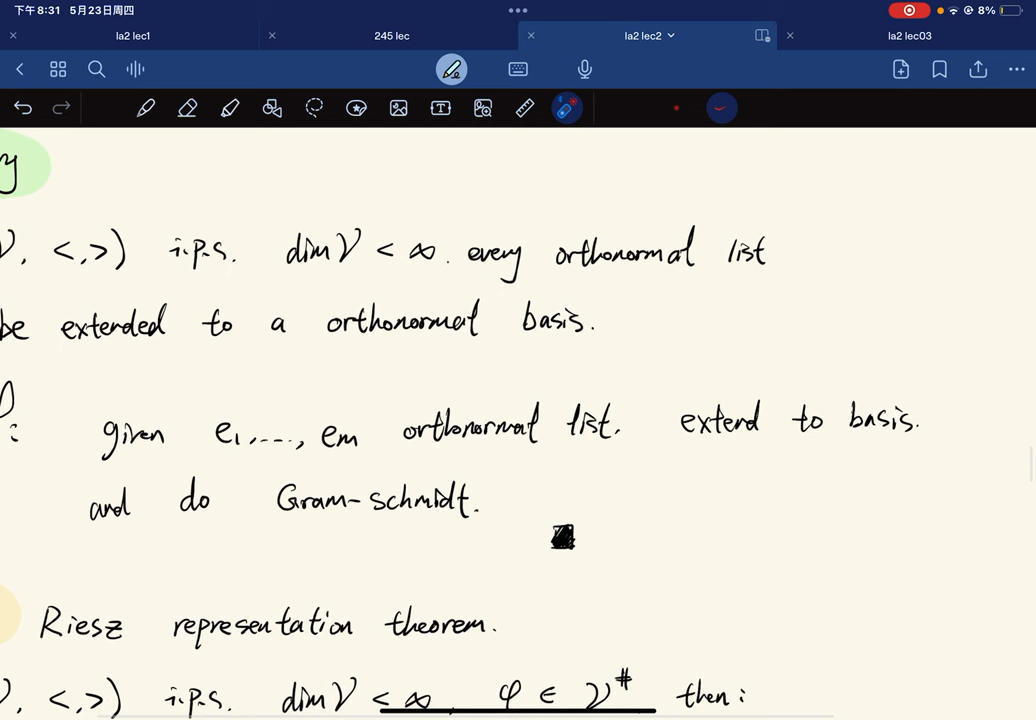 下午8:31 5月23日周四
8%
la2 lec1
245 lec
la2 lec2
la2 lec03
y
V, <,>) i.p.s. dim V < ∞. every orthonormal list
be extended to a orthonormal basis.
: given e1,...., em orthonormal list. extend to basis.
and do Gram-schmidt.
Riesz representation theorem.
), <,>) i.p.s. dim V < ∞, φ ∈ V# then: